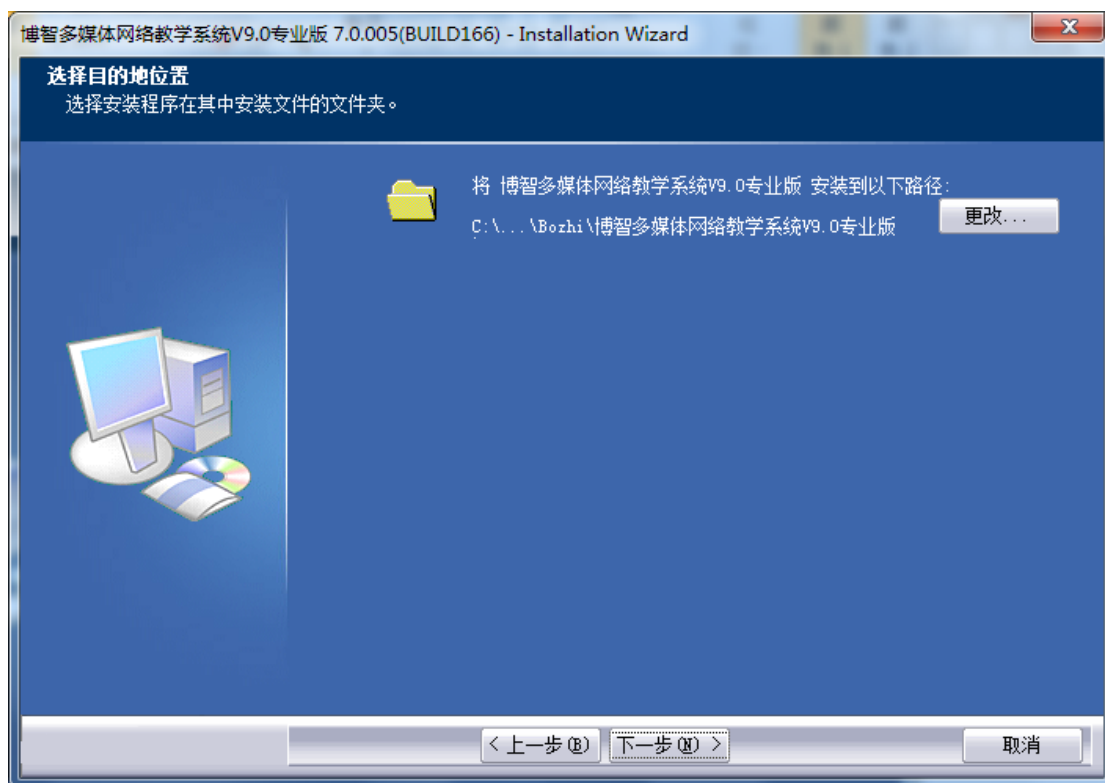 博智多媒体网络教学系统V9.0专业版 7.0.005(BUILD166) - Installation Wizard
选择目的地位置
选择安装程序在其中安装文件的文件夹。
将 博智多媒体网络教学系统V9.0专业版 安装到以下路径:
C:\...\Bozhi\博智多媒体网络教学系统V9.0专业版
更改...
< 上一步(B)
下一步(N) >
取消